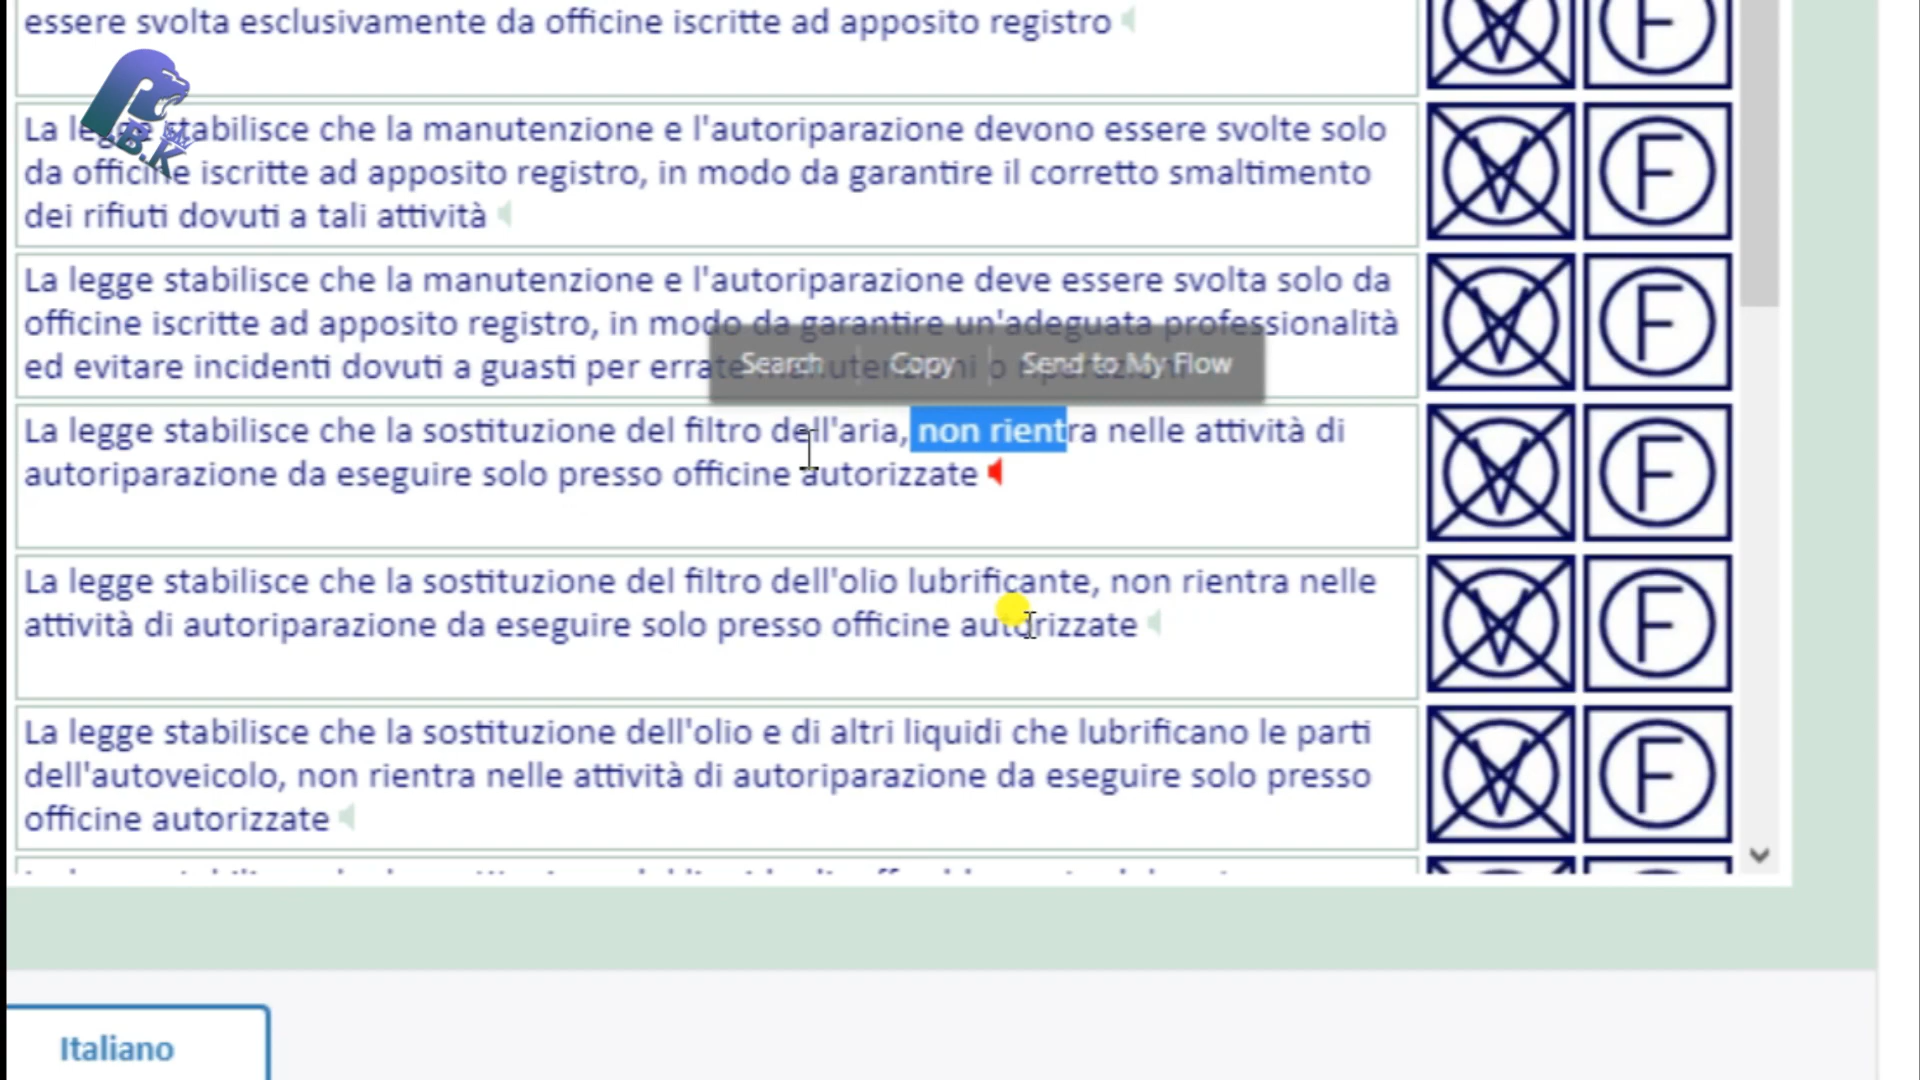 essere svolta esclusivamente da officine iscritte ad apposito registro
V F
La legge stabilisce che la manutenzione e l'autoriparazione devono essere svolte solo
da officine iscritte ad apposito registro, in modo da garantire il corretto smaltimento
dei rifiuti dovuti a tali attività
V F
B.K
La legge stabilisce che la manutenzione e l'autoriparazione deve essere svolta solo da
officine iscritte ad apposito registro, in modo da garantire un'adeguata professionalità
ed evitare incidenti dovuti a guasti per errate manutenzioni o riparazioni
V F
Search Copy Send to My Flow
La legge stabilisce che la sostituzione del filtro dell'aria, non rientra nelle attività di
autoriparazione da eseguire solo presso officine autorizzate
V F
La legge stabilisce che la sostituzione del filtro dell'olio lubrificante, non rientra nelle
attività di autoriparazione da eseguire solo presso officine autorizzate
V F
La legge stabilisce che la sostituzione dell'olio e di altri liquidi che lubrificano le parti
dell'autoveicolo, non rientra nelle attività di autoriparazione da eseguire solo presso
officine autorizzate
V F
Italiano